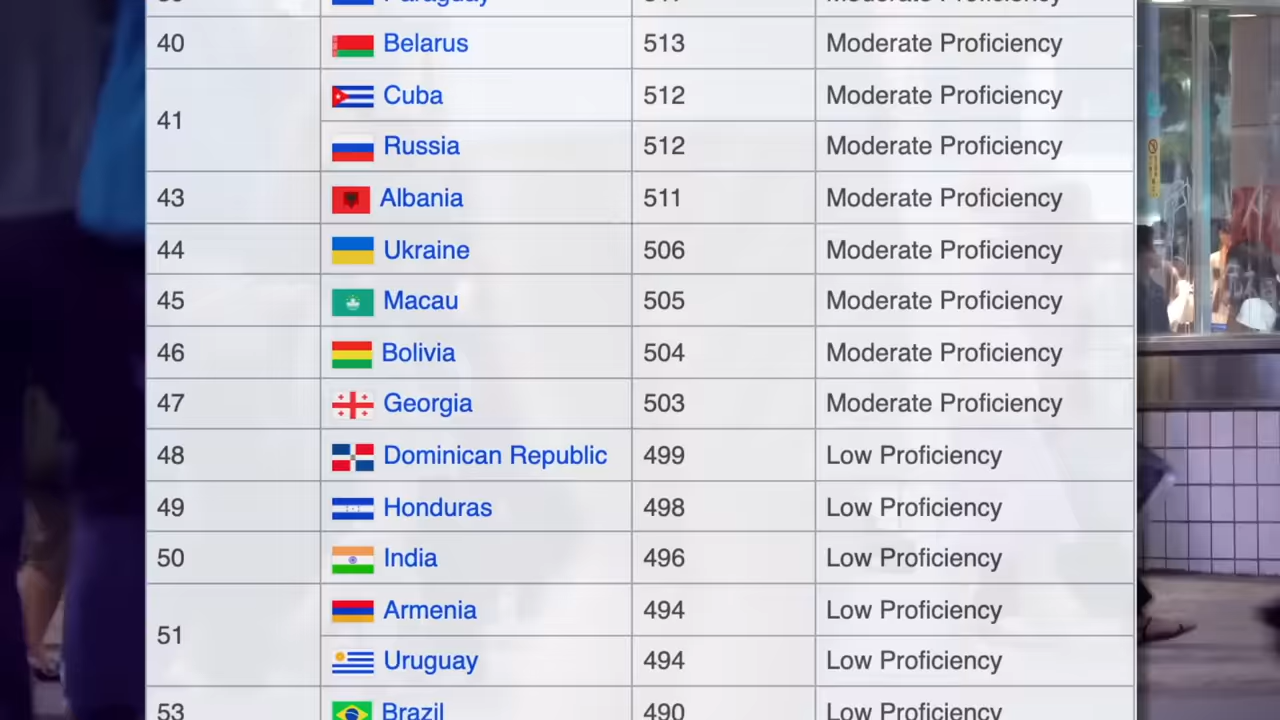 Paraguay Moderate Proficiency
40 Belarus 513 Moderate Proficiency
41
Cuba 512 Moderate Proficiency
Russia 512 Moderate Proficiency
43 Albania 511 Moderate Proficiency
44 Ukraine 506 Moderate Proficiency
45 Macau 505 Moderate Proficiency
46 Bolivia 504 Moderate Proficiency
47 Georgia 503 Moderate Proficiency
48 Dominican Republic 499 Low Proficiency
49 Honduras 498 Low Proficiency
50 India 496 Low Proficiency
51
Armenia 494 Low Proficiency
Uruguay 494 Low Proficiency
53 Brazil 490 Low Proficiency